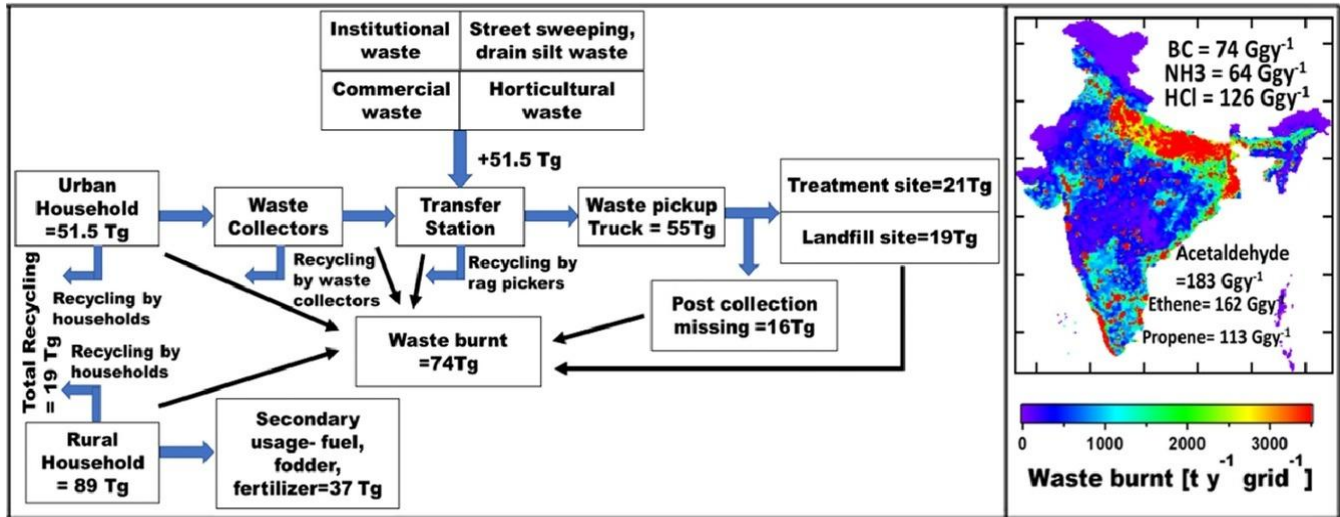 Institutional
waste
Street sweeping,
drain silt waste
Commercial
waste
Horticultural
waste
+51.5 Tg
Urban
Household
=51.5 Tg
Waste
Collectors
Transfer
Station
Waste pickup
Truck = 55Tg
Treatment site=21Tg
Landfill site=19Tg
Recycling by
households
Recycling
by waste
collectors
Recycling by
rag pickers
Post collection
missing =16Tg
Waste burnt
=74Tg
Total Recycling
= 19 Tg
Recycling by
households
Rural
Household
= 89 Tg
Secondary
usage- fuel,
fodder,
fertilizer=37 Tg
BC = 74 Ggy⁻¹
NH3 = 64 Ggy⁻¹
HCl = 126 Ggy⁻¹
Acetaldehyde
=183 Ggy⁻¹
Ethene= 162 Ggy⁻¹
Propene= 113 Ggy⁻¹
0 1000 2000 3000
Waste burnt [t y⁻¹ grid⁻¹]